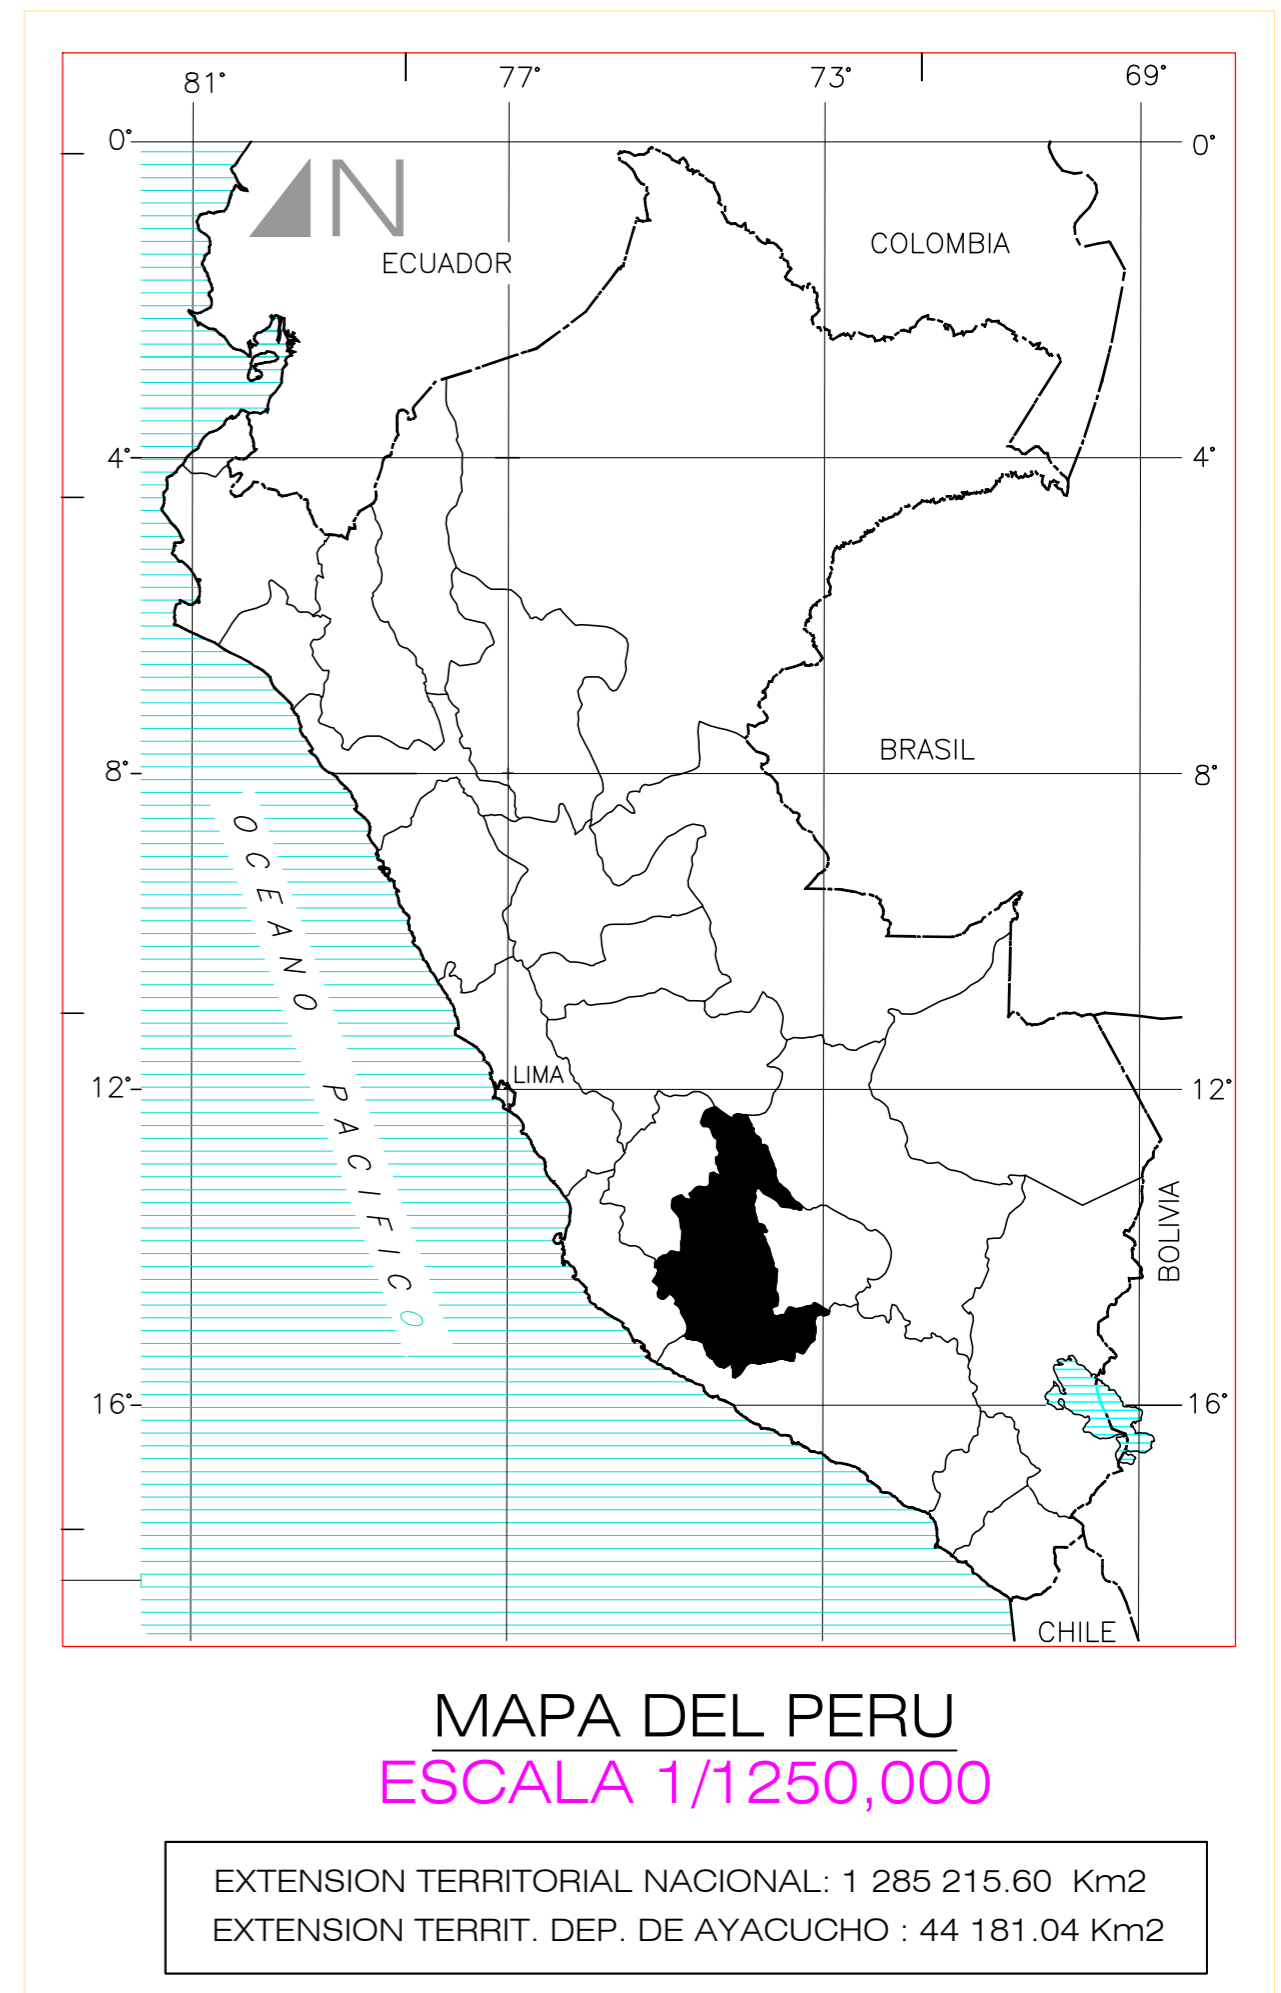 81° 77° 73° 69°
0° 0°
N
ECUADOR
COLOMBIA
4° 4°
BRASIL
8° 8°
OCEANO PACIFICO
LIMA
12° 12°
BOLIVIA
16° 16°
CHILE
MAPA DEL PERU
ESCALA 1/1250,000
EXTENSION TERRITORIAL NACIONAL: 1 285 215.60 Km2
EXTENSION TERRIT. DEP. DE AYACUCHO : 44 181.04 Km2